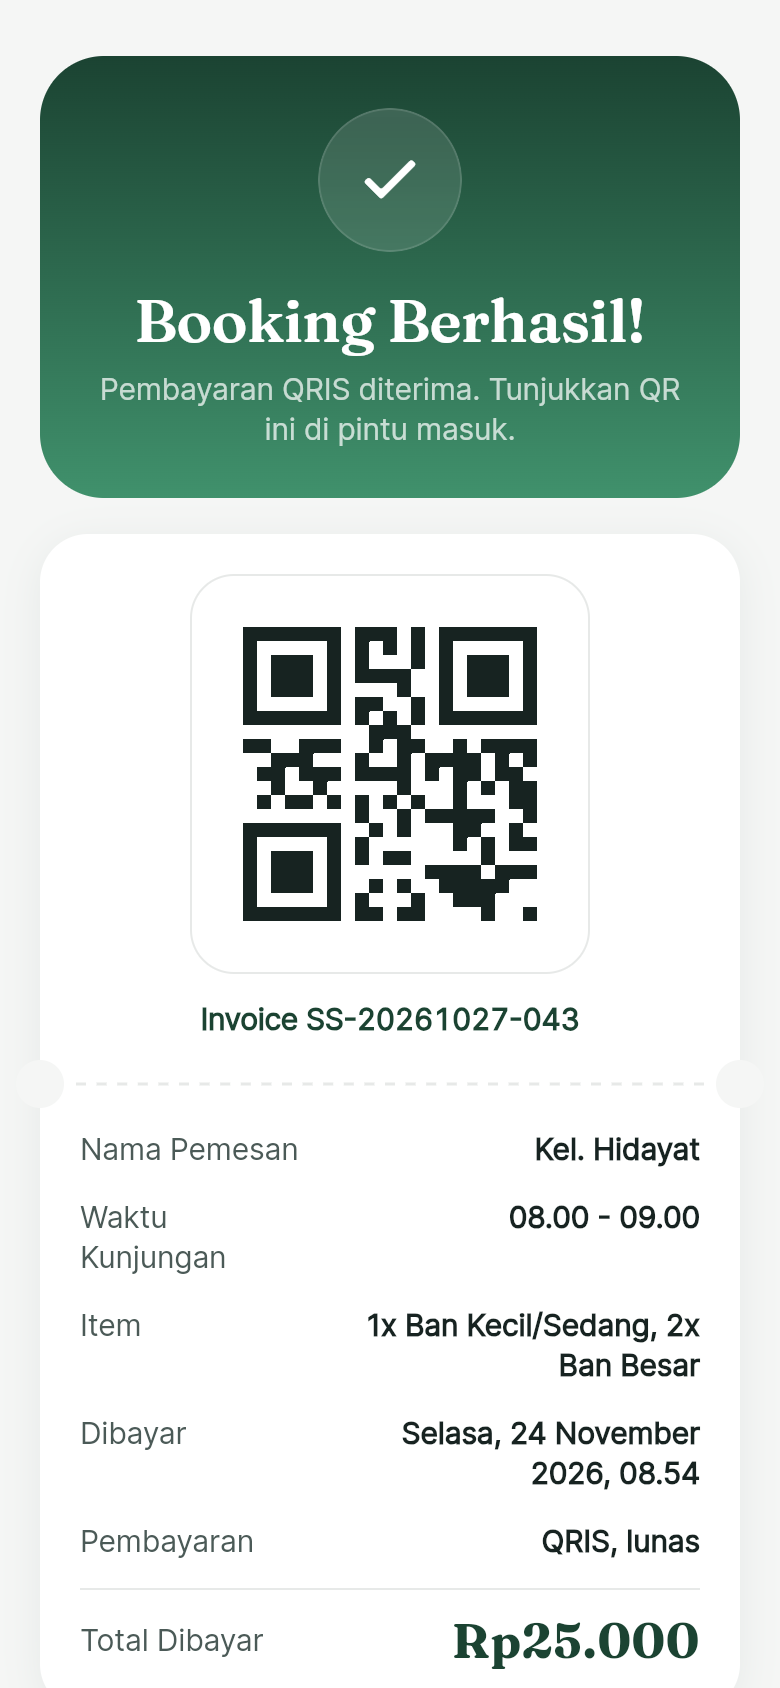 Booking Berhasil!
Pembayaran QRIS diterima. Tunjukkan QR
ini di pintu masuk.
Invoice SS-20261027-043
Nama Pemesan
Kel. Hidayat
Waktu
Kunjungan
08.00 - 09.00
Item
1x Ban Kecil/Sedang, 2x
Ban Besar
Dibayar
Selasa, 24 November
2026, 08.54
Pembayaran
QRIS, lunas
Total Dibayar
Rp25.000